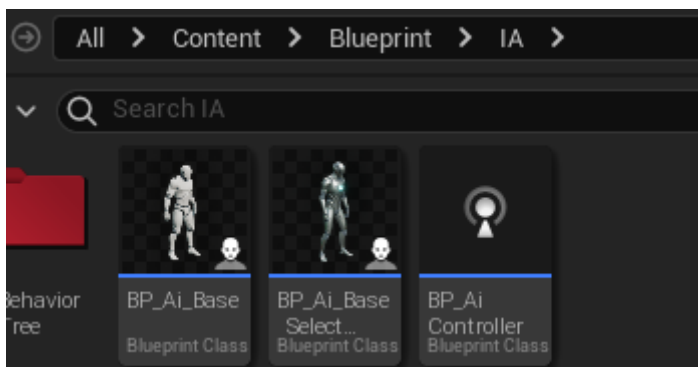 All > Content > Blueprint > IA >
Search IA
Behavior
Tree
BP_Ai_Base
Blueprint Class
BP_Ai_Base
Select...
Blueprint Class
BP_Ai
Controller
Blueprint Class